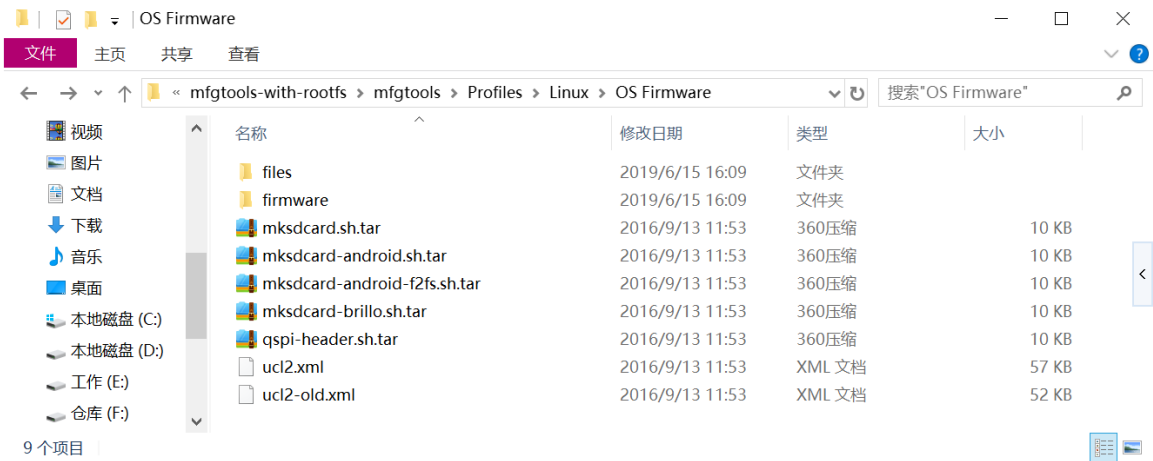 OS Firmware
文件 主页 共享 查看
« mfgtools-with-rootfs > mfgtools > Profiles > Linux > OS Firmware 搜索"OS Firmware"
视频
图片
文档
下载
音乐
桌面
本地磁盘 (C:)
本地磁盘 (D:)
工作 (E:)
仓库 (F:)
名称 修改日期 类型 大小
files 2019/6/15 16:09 文件夹
firmware 2019/6/15 16:09 文件夹
mksdcard.sh.tar 2016/9/13 11:53 360压缩 10 KB
mksdcard-android.sh.tar 2016/9/13 11:53 360压缩 10 KB
mksdcard-android-f2fs.sh.tar 2016/9/13 11:53 360压缩 10 KB
mksdcard-brillo.sh.tar 2016/9/13 11:53 360压缩 10 KB
qspi-header.sh.tar 2016/9/13 11:53 360压缩 10 KB
ucl2.xml 2016/9/13 11:53 XML 文档 57 KB
ucl2-old.xml 2016/9/13 11:53 XML 文档 52 KB
9 个项目